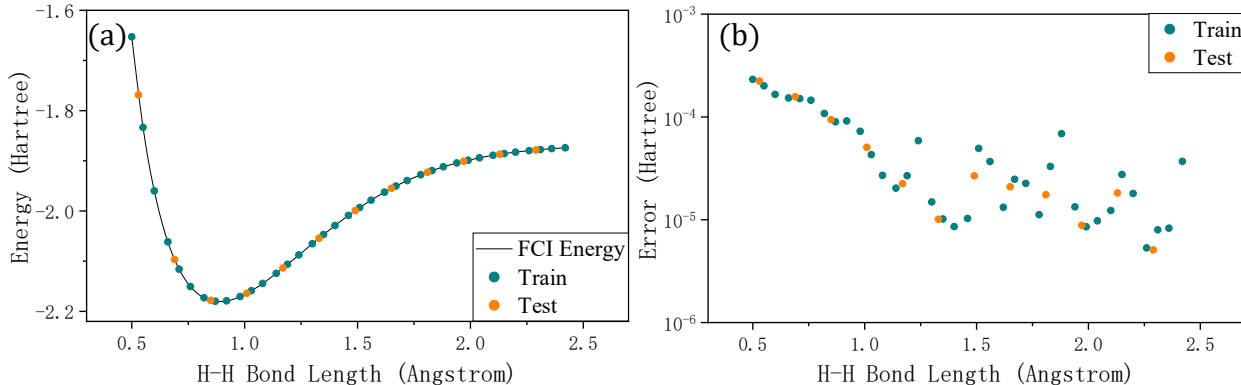 (a)
-1.6
-1.8
-2.0
-2.2
Energy (Hartree)
FCI Energy
Train
Test
0.5
1.0
1.5
2.0
2.5
H-H Bond Length (Angstrom)
(b)
10⁻³
10⁻⁴
10⁻⁵
10⁻⁶
Error (Hartree)
Train
Test
0.5
1.0
1.5
2.0
2.5
H-H Bond Length (Angstrom)